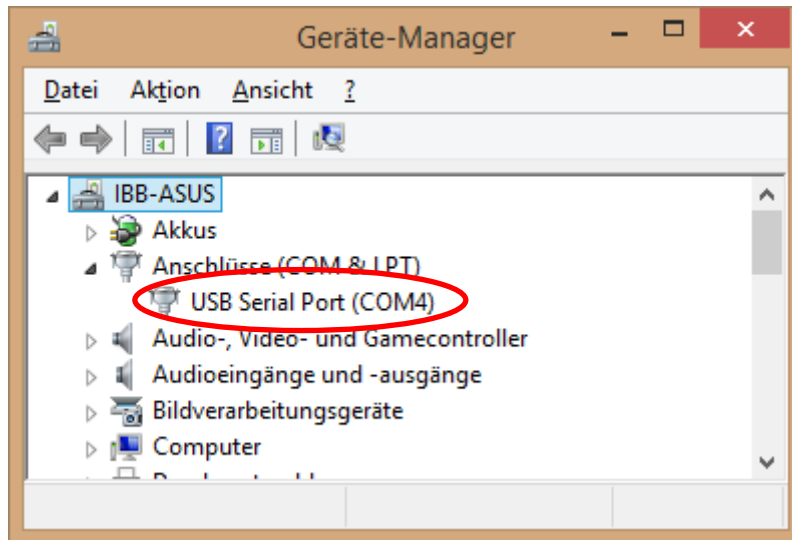 Geräte-Manager
Datei Aktion Ansicht ?
IBB-ASUS
Akkus
Anschlüsse (COM & LPT)
USB Serial Port (COM4)
Audio-, Video- und Gamecontroller
Audioeingänge und -ausgänge
Bildverarbeitungsgeräte
Computer